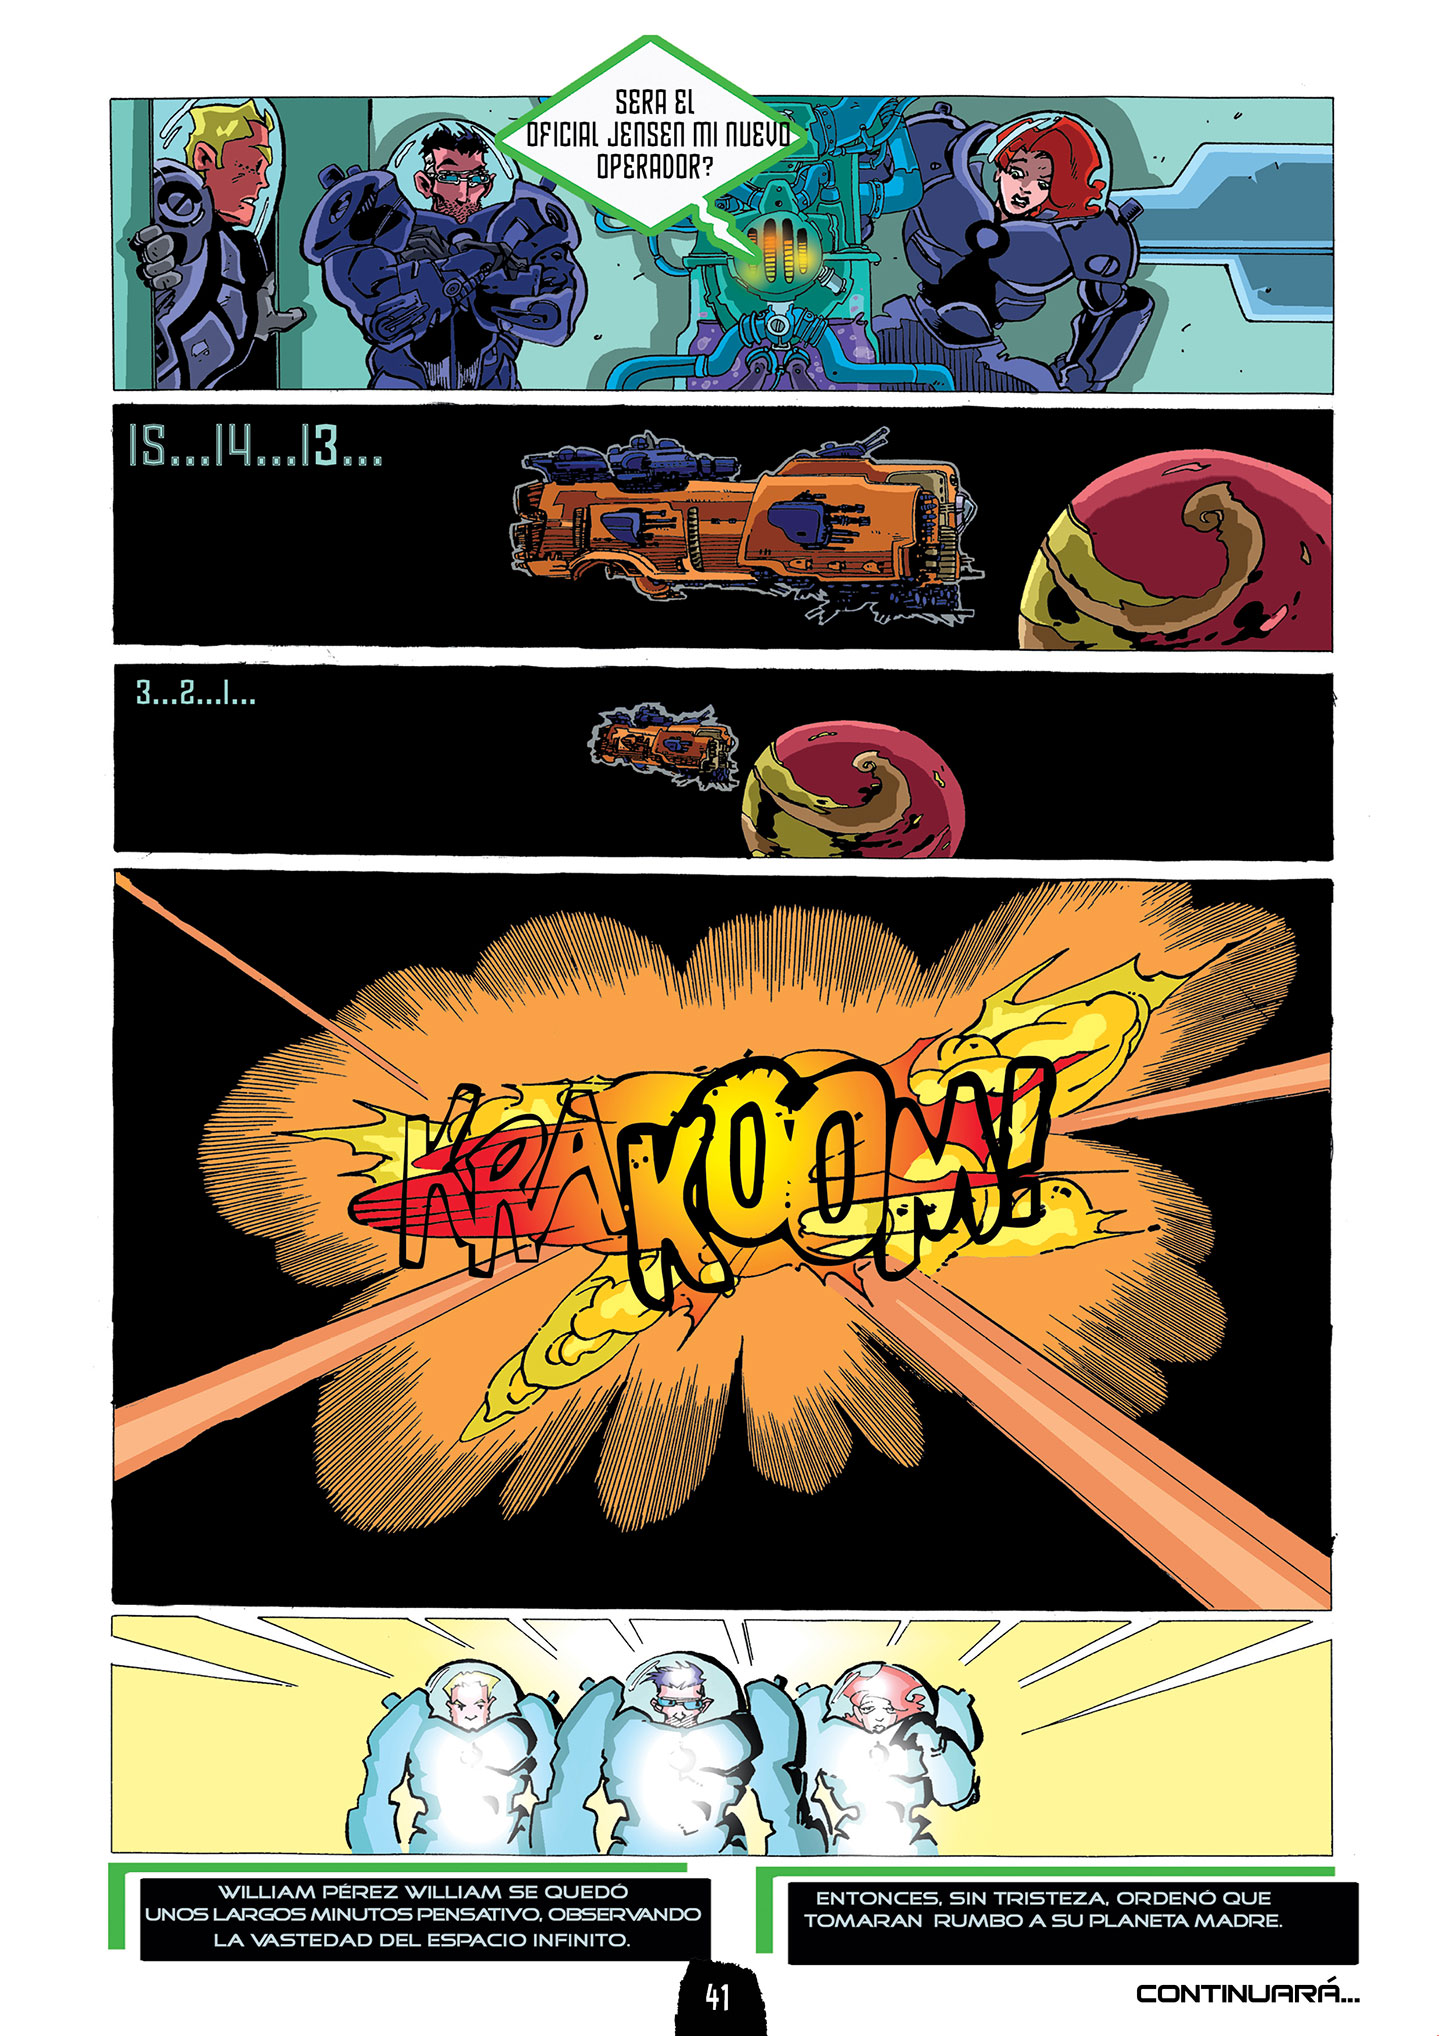 SERA EL
OFICIAL JENSEN MI NUEVO
OPERADOR?
15...14...13...
3...2...1...
KRAKOOM!
WILLIAM PÉREZ WILLIAM SE QUEDÓ
UNOS LARGOS MINUTOS PENSATIVO, OBSERVANDO
LA VASTEDAD DEL ESPACIO INFINITO.
ENTONCES, SIN TRISTEZA, ORDENÓ QUE
TOMARAN RUMBO A SU PLANETA MADRE.
CONTINUARÁ...
41